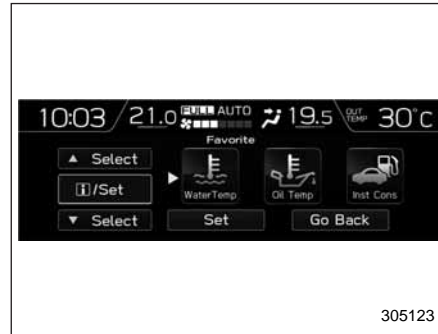 10:03 21.0 FULL AUTO 19.5 OUT TEMP 30°c
Favorite
▲ Select
i/Set
▼ Select
WaterTemp Oil Temp Inst Cons
Set Go Back
305123